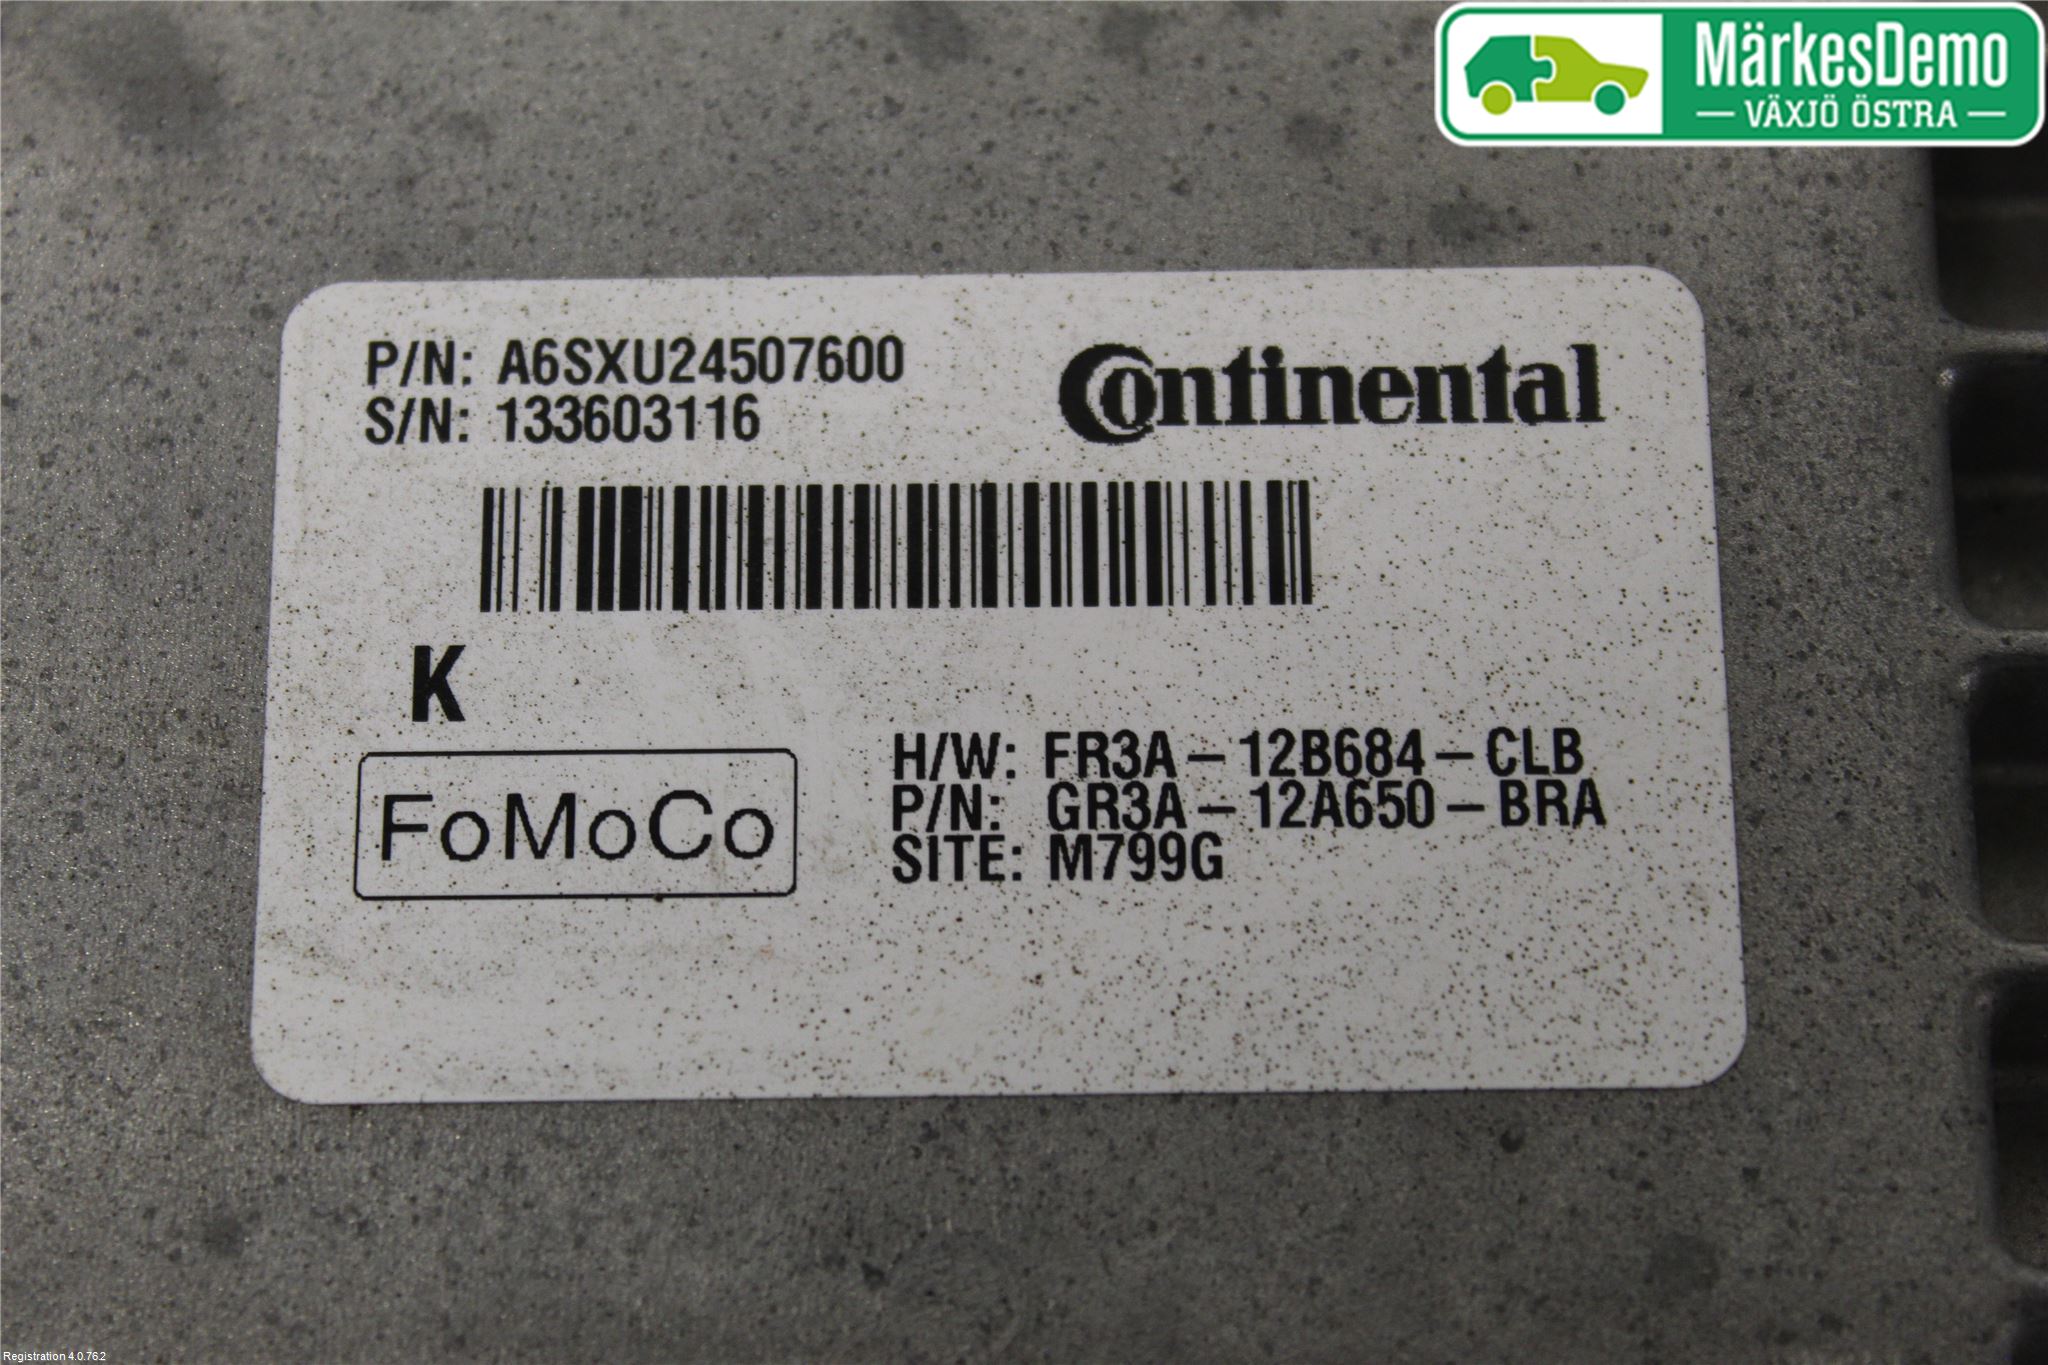 MärkesDemo
— VÄXJÖ ÖSTRA —
P/N: A6SXU24507600
S/N: 133603116
Continental
K
FoMoCo
H/W: FR3A-12B684-CLB
P/N: GR3A-12A650-BRA
SITE: M799G
Registration 4.0.762